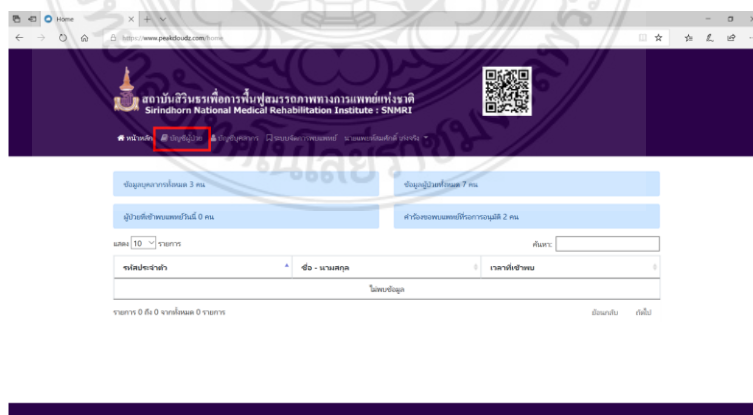 Home
https://www.peakcloudz.com/home
สถาบันสิรินธรเพื่อการฟื้นฟูสมรรถภาพทางการแพทย์แห่งชาติ
Sirindhorn National Medical Rehabilitation Institute : SNMRI
หน้าหลัก บัญชีผู้ป่วย บัญชีบุคลากร ระบบจัดการพบแพทย์
ข้อมูลบุคลากรทั้งหมด 3 คน ข้อมูลผู้ป่วยทั้งหมด 7 คน
ผู้ป่วยที่เข้าพบแพทย์วันนี้ 0 คน คำร้องขอพบแพทย์ที่รอการอนุมัติ 2 คน
แสดง 10 รายการ ค้นหา:
รหัสประจำตัว ชื่อ - นามสกุล เวลาที่เข้าพบ
ไม่พบข้อมูล
รายการ 0 ถึง 0 จากทั้งหมด 0 รายการ ย้อนกลับ ถัดไป